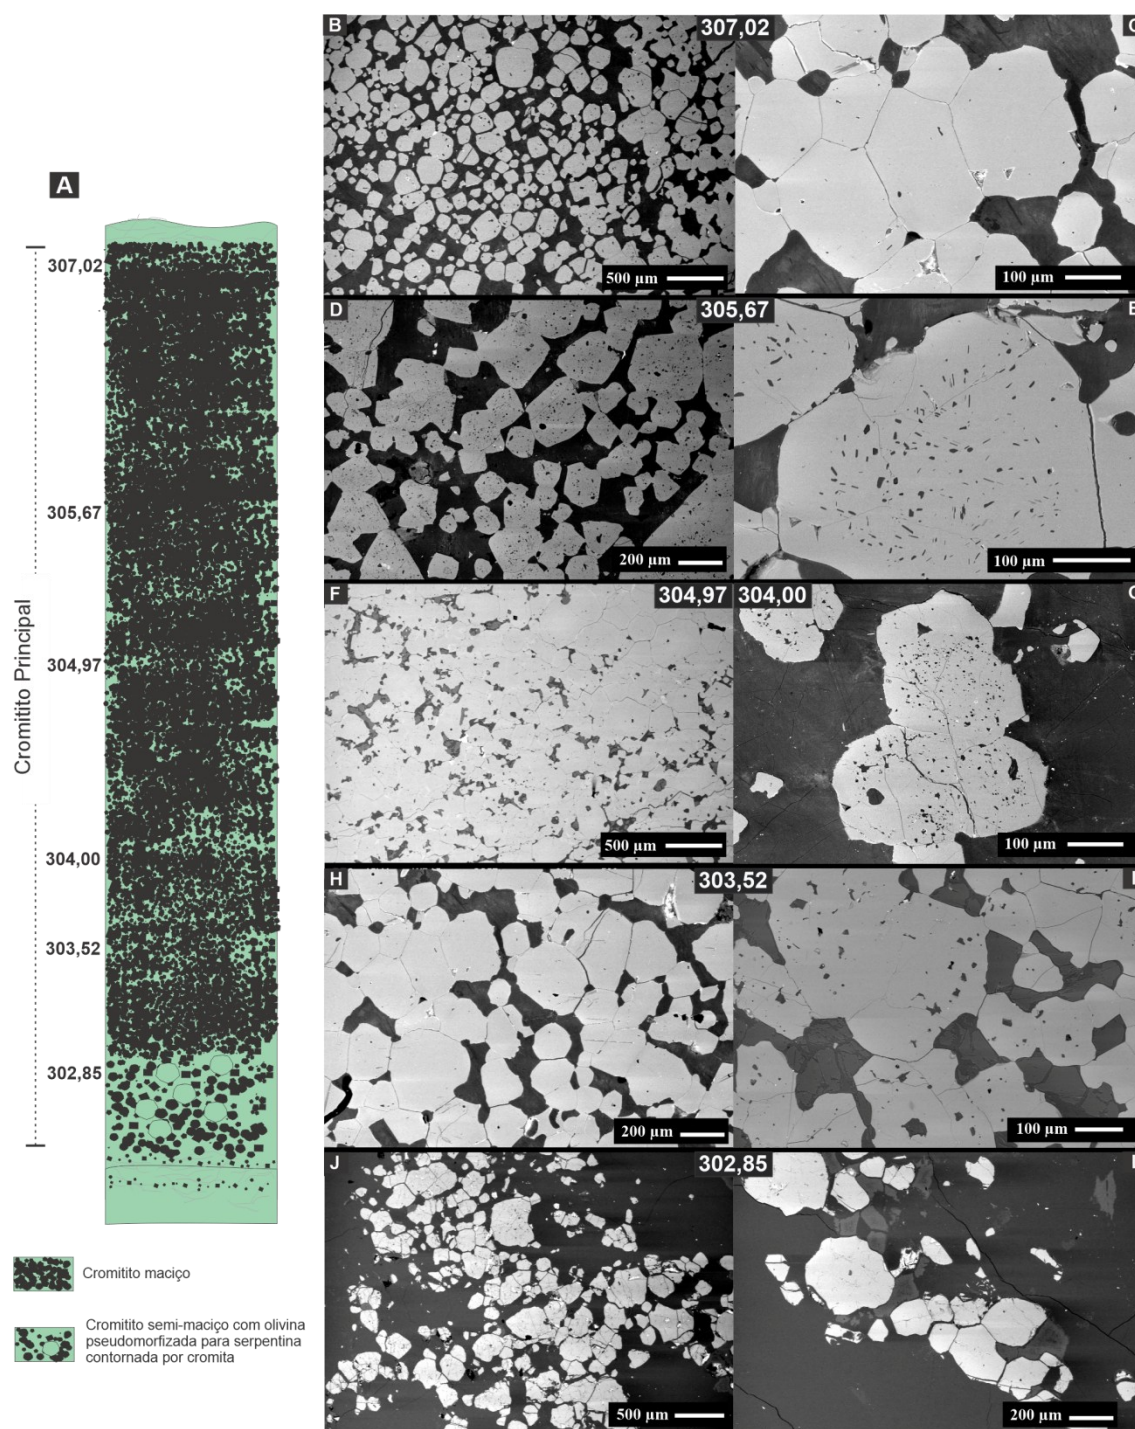 A
Cromitito Principal
307,02
305,67
304,97
304,00
303,52
302,85
Cromitito maciço
Cromitito semi-maciço com olivina
pseudomorfizada para serpentina
contornada por cromita
B
307,02
500 µm
100 µm
D
305,67
E
200 µm
100 µm
F
304,97
304,00
500 µm
100 µm
H
303,52
200 µm
100 µm
J
302,85
500 µm
200 µm